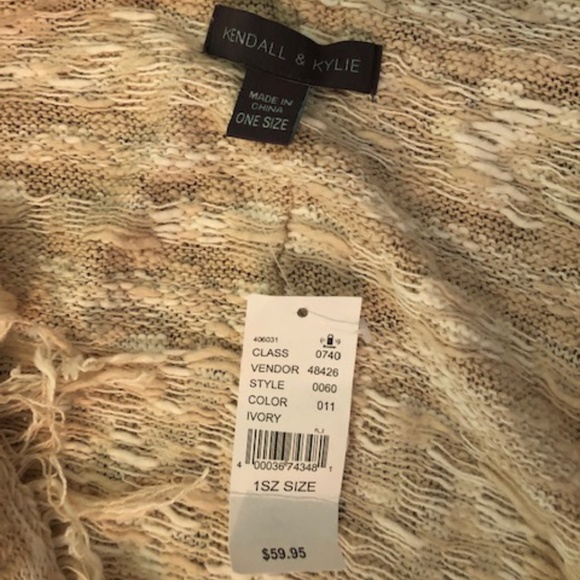 KENDALL & KYLIE
MADE IN
CHINA
ONE SIZE
406031
CLASS 0740
VENDOR 48426
STYLE 0060
COLOR 011
IVORY
4 00036 74348 1
1SZ SIZE
$59.95